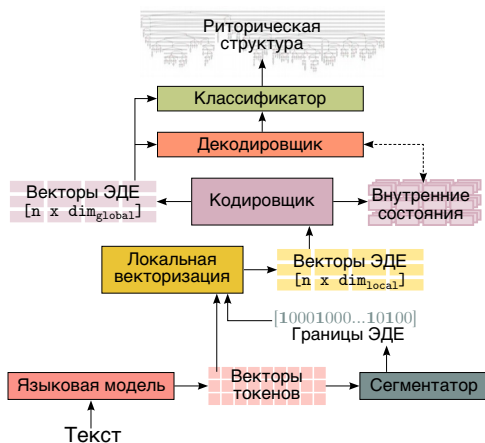 Риторическая
структура
Классификатор
Декодировщик
Векторы ЭДЕ
[n x dim_global]
Кодировщик
Внутренние
состояния
Локальная
векторизация
Векторы ЭДЕ
[n x dim_local]
[10001000...10100]
Границы ЭДЕ
Языковая модель
Векторы
токенов
Сегментатор
Текст